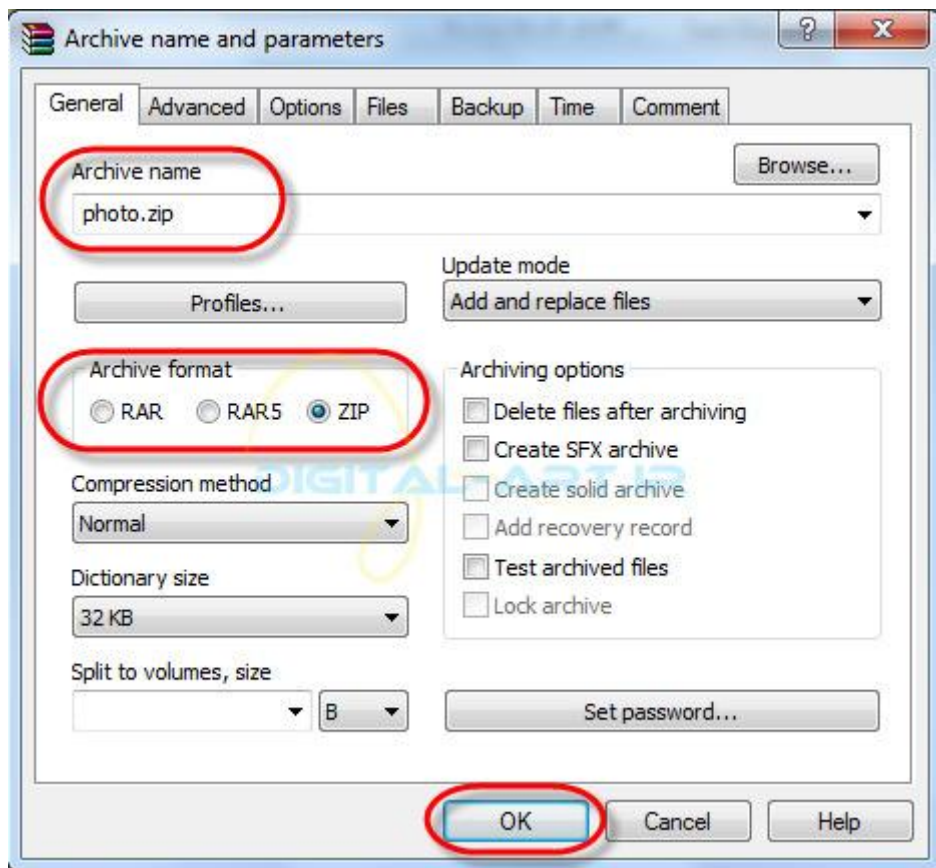 Archive name and parameters
General Advanced Options Files Backup Time Comment
Archive name
Browse...
photo.zip
Update mode
Profiles...
Add and replace files
Archive format
RAR RAR5 ZIP
Archiving options
Delete files after archiving
Create SFX archive
Create solid archive
Add recovery record
Test archived files
Lock archive
Compression method
Normal
Dictionary size
32 KB
Split to volumes, size
B
Set password...
OK Cancel Help
DIGITAL-ART.IR